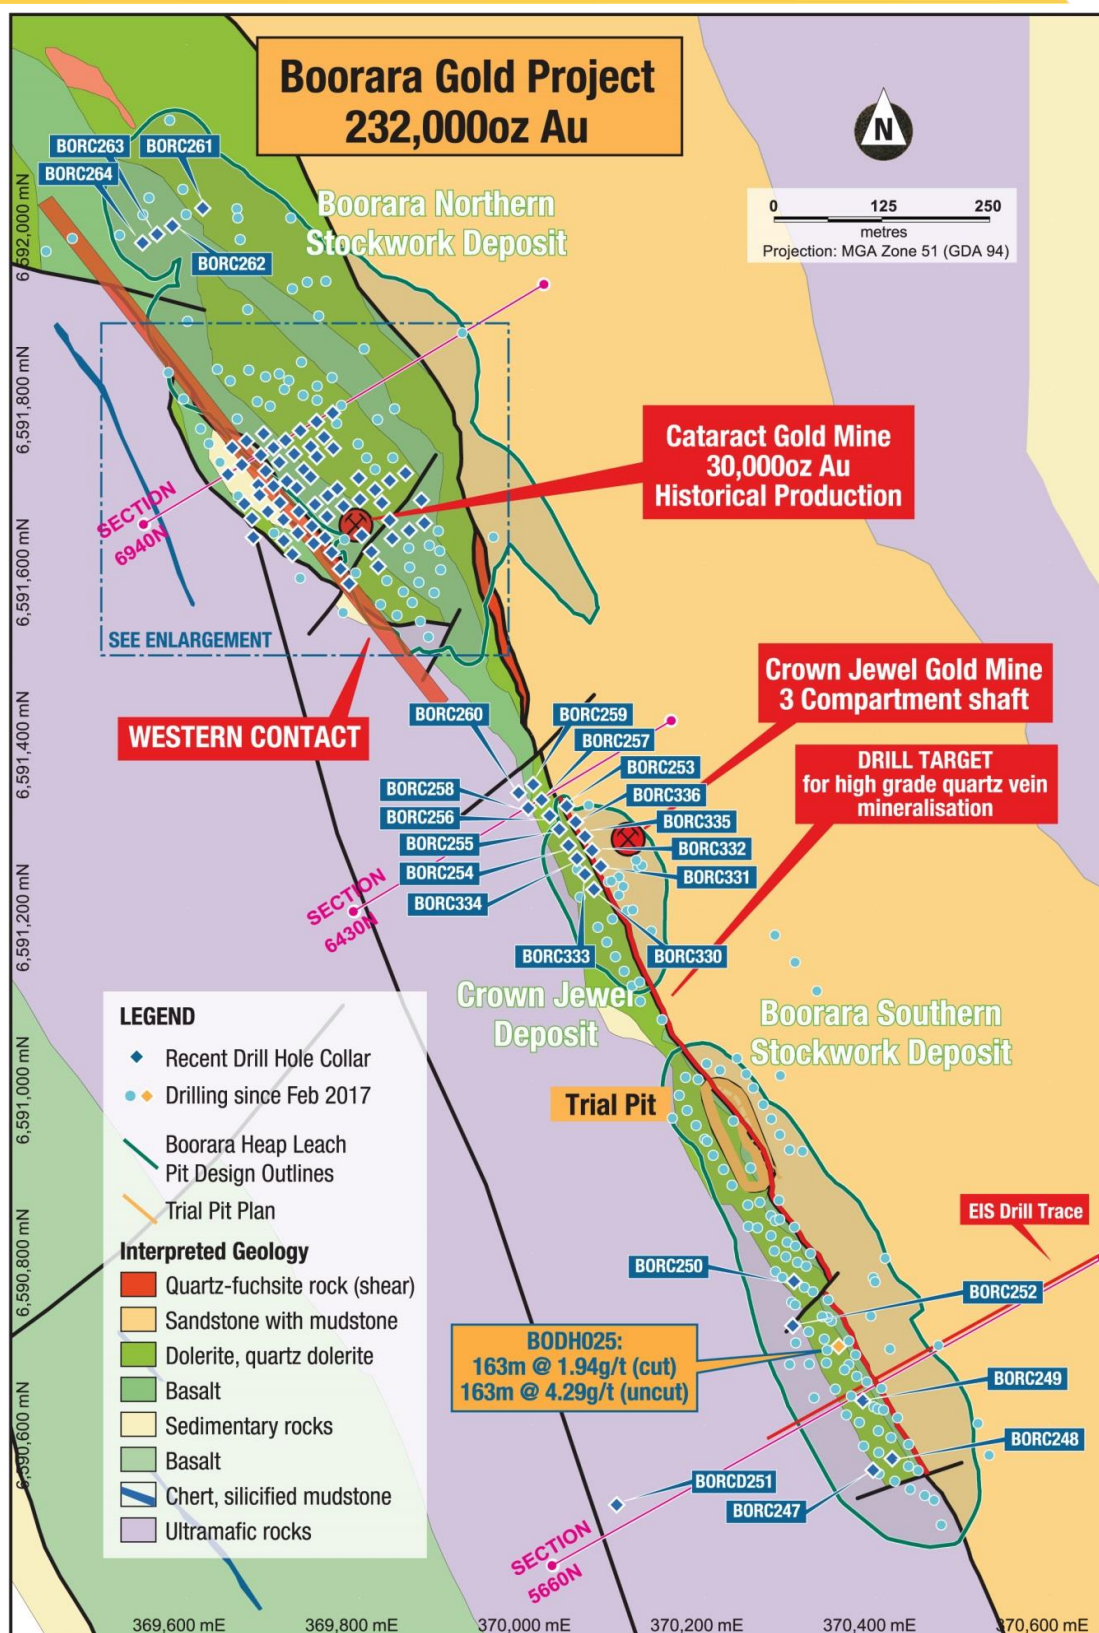 Boorara Gold Project
232,000oz Au
N
0 125 250
metres
Projection: MGA Zone 51 (GDA 94)
BORC263
BORC261
BORC264
BORC262
Boorara Northern
Stockwork Deposit
6,592,000 mN
6,591,800 mN
6,591,600 mN
6,591,400 mN
6,591,200 mN
6,591,000 mN
6,590,800 mN
6,590,600 mN
Cataract Gold Mine
30,000oz Au
Historical Production
SECTION
6940N
SEE ENLARGEMENT
WESTERN CONTACT
Crown Jewel Gold Mine
3 Compartment shaft
DRILL TARGET
for high grade quartz vein
mineralisation
BORC260
BORC259
BORC257
BORC253
BORC258
BORC336
BORC256
BORC335
BORC255
BORC332
BORC254
BORC331
BORC334
BORC333
BORC330
SECTION
6430N
Crown Jewel
Deposit
Boorara Southern
Stockwork Deposit
Trial Pit
EIS Drill Trace
BORC250
BORC252
BODH025:
163m @ 1.94g/t (cut)
163m @ 4.29g/t (uncut)
BORC249
BORC248
BORCD251
BORC247
SECTION
5660N
LEGEND
Recent Drill Hole Collar
Drilling since Feb 2017
Boorara Heap Leach
Pit Design Outlines
Trial Pit Plan
Interpreted Geology
Quartz-fuchsite rock (shear)
Sandstone with mudstone
Dolerite, quartz dolerite
Basalt
Sedimentary rocks
Basalt
Chert, silicified mudstone
Ultramafic rocks
369,600 mE
369,800 mE
370,000 mE
370,200 mE
370,400 mE
370,600 mE